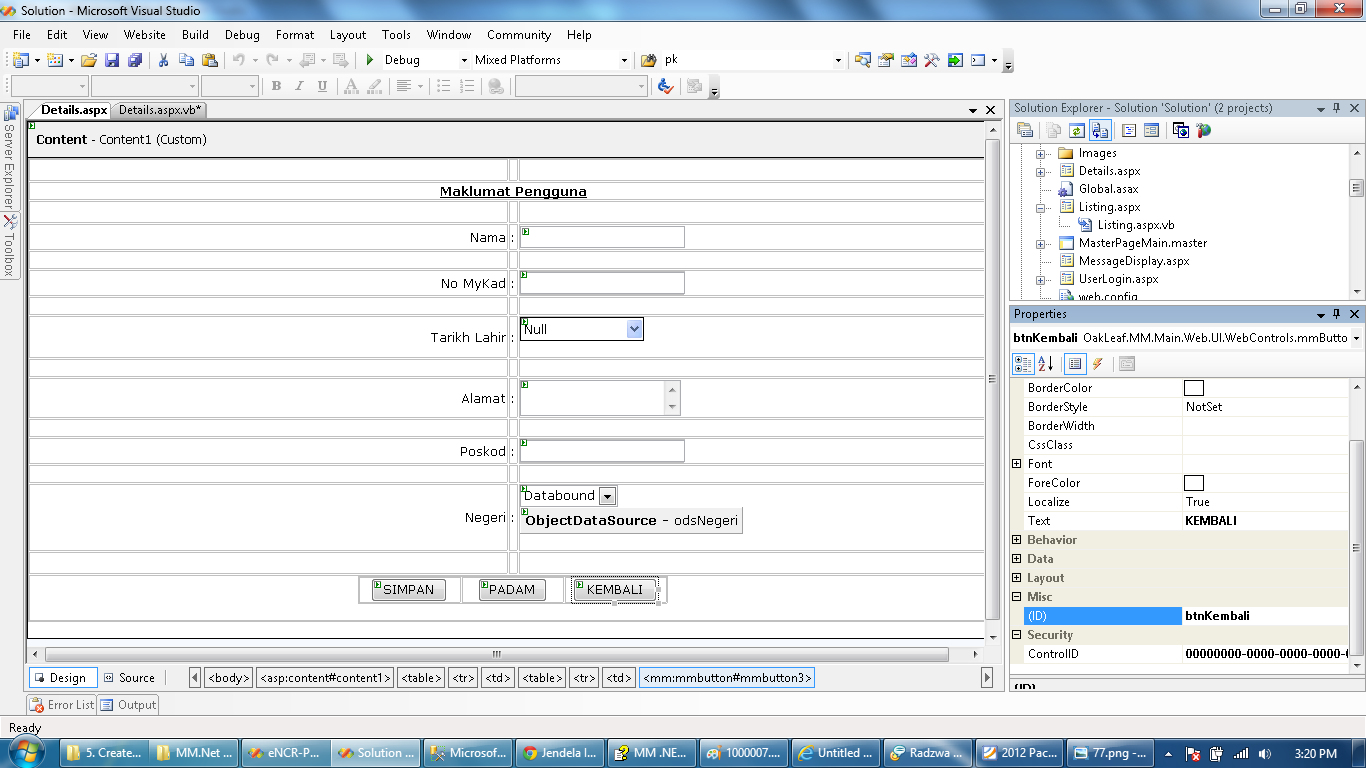 Solution - Microsoft Visual Studio
File Edit View Website Build Debug Format Layout Tools Window Community Help
Debug Mixed Platforms pk
B I U A
Details.aspx Details.aspx.vb*
Server Explorer
Toolbox
Content - Content1 (Custom)
Maklumat Pengguna
Nama :
No MyKad :
Tarikh Lahir : Null
Alamat :
Poskod :
Negeri : Databound
ObjectDataSource - odsNegeri
SIMPAN PADAM KEMBALI
Design Source <body> <asp:content#content1> <table> <tr> <td> <table> <tr> <td> <mm:mmbutton#mmbutton3>
Error List Output
Ready
Solution Explorer - Solution 'Solution' (2 projects)
Images
Details.aspx
Global.asax
Listing.aspx
Listing.aspx.vb
MasterPageMain.master
MessageDisplay.aspx
UserLogin.aspx
web.config
Properties
btnKembali OakLeaf.MM.Main.Web.UI.WebControls.mmButto
BorderColor
BorderStyle NotSet
BorderWidth
CssClass
Font
ForeColor
Localize True
Text KEMBALI
Behavior
Data
Layout
Misc
(ID) btnKembali
Security
ControlID 00000000-0000-0000-0000-0
(ID)
5. Create... MM.Net ... eNCR-P... Solution ... Microsof... Jendela I... MM .NE... 1000007.... Untitled ... Radzwa ... 2012 Pac... 77.png -... 3:20 PM